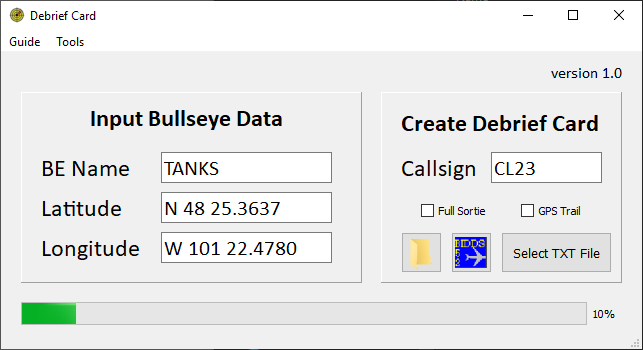 Debrief Card
Guide Tools
version 1.0
Input Bullseye Data
BE Name TANKS
Latitude N 48 25.3637
Longitude W 101 22.4780
Create Debrief Card
Callsign CL23
Full Sortie GPS Trail
Select TXT File
10%